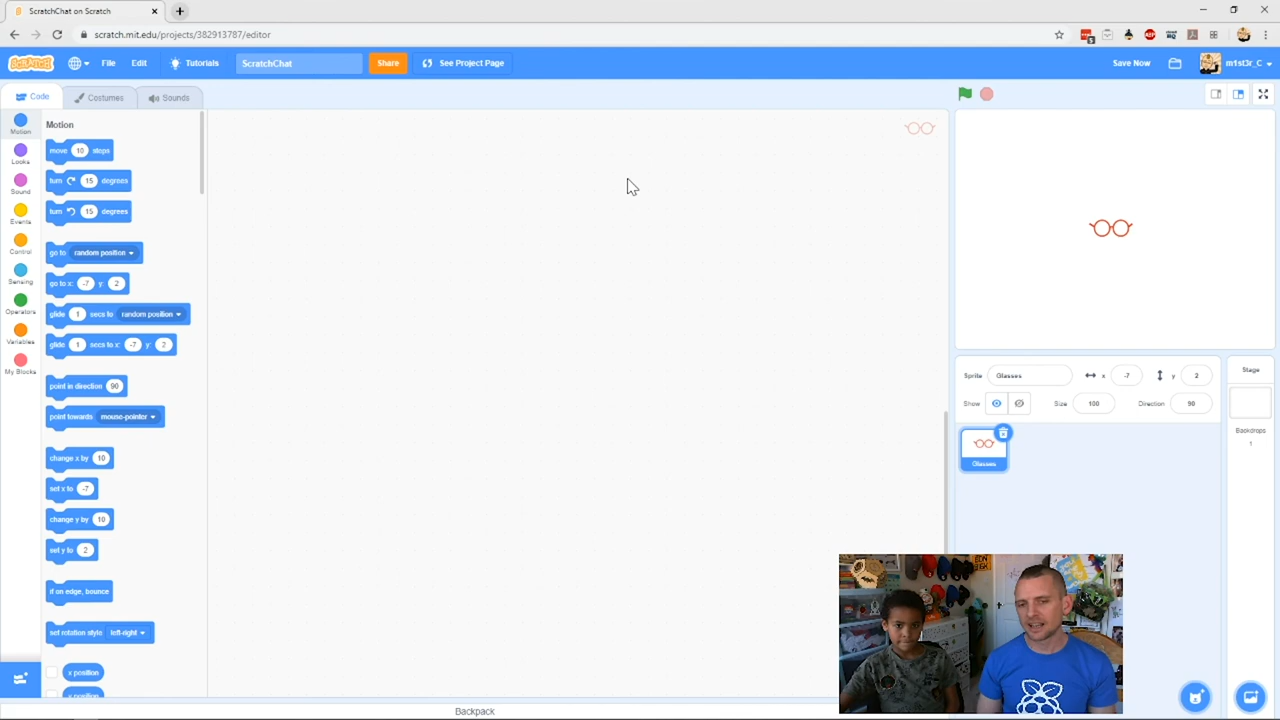 ScratchChat on Scratch
scratch.mit.edu/projects/382913787/editor
SCRATCH File Edit Tutorials ScratchChat Share See Project Page Save Now m1st3r_C
Code Costumes Sounds
Motion
Looks
Sound
Events
Control
Sensing
Operators
Variables
My Blocks
Motion
move 10 steps
turn 15 degrees
turn 15 degrees
go to random position
go to x: -7 y: 2
glide 1 secs to random position
glide 1 secs to x: -7 y: 2
point in direction 90
point towards mouse-pointer
change x by 10
set x to -7
change y by 10
set y to 2
if on edge, bounce
set rotation style left-right
x position
y position
Sprite Glasses x -7 y 2
Show Size 100 Direction 90
Glasses
Stage
Backdrops
1
Backpack